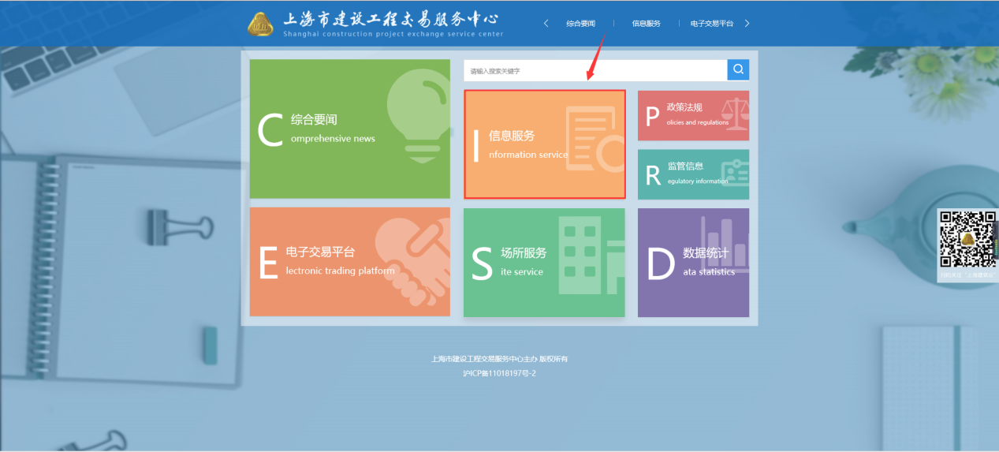 上海市建设工程交易服务中心
Shanghai construction project exchange service center
综合要闻
信息服务
电子交易平台
请输入搜索关键字
C 综合要闻
omprehensive news
I 信息服务
nformation service
P 政策法规
olicies and regulations
R 监管信息
egulatory information
E 电子交易平台
lectronic trading platform
S 场所服务
ite service
D 数据统计
ata statistics
上海市建设工程交易服务中心主办 版权所有
沪ICP备11018197号-2